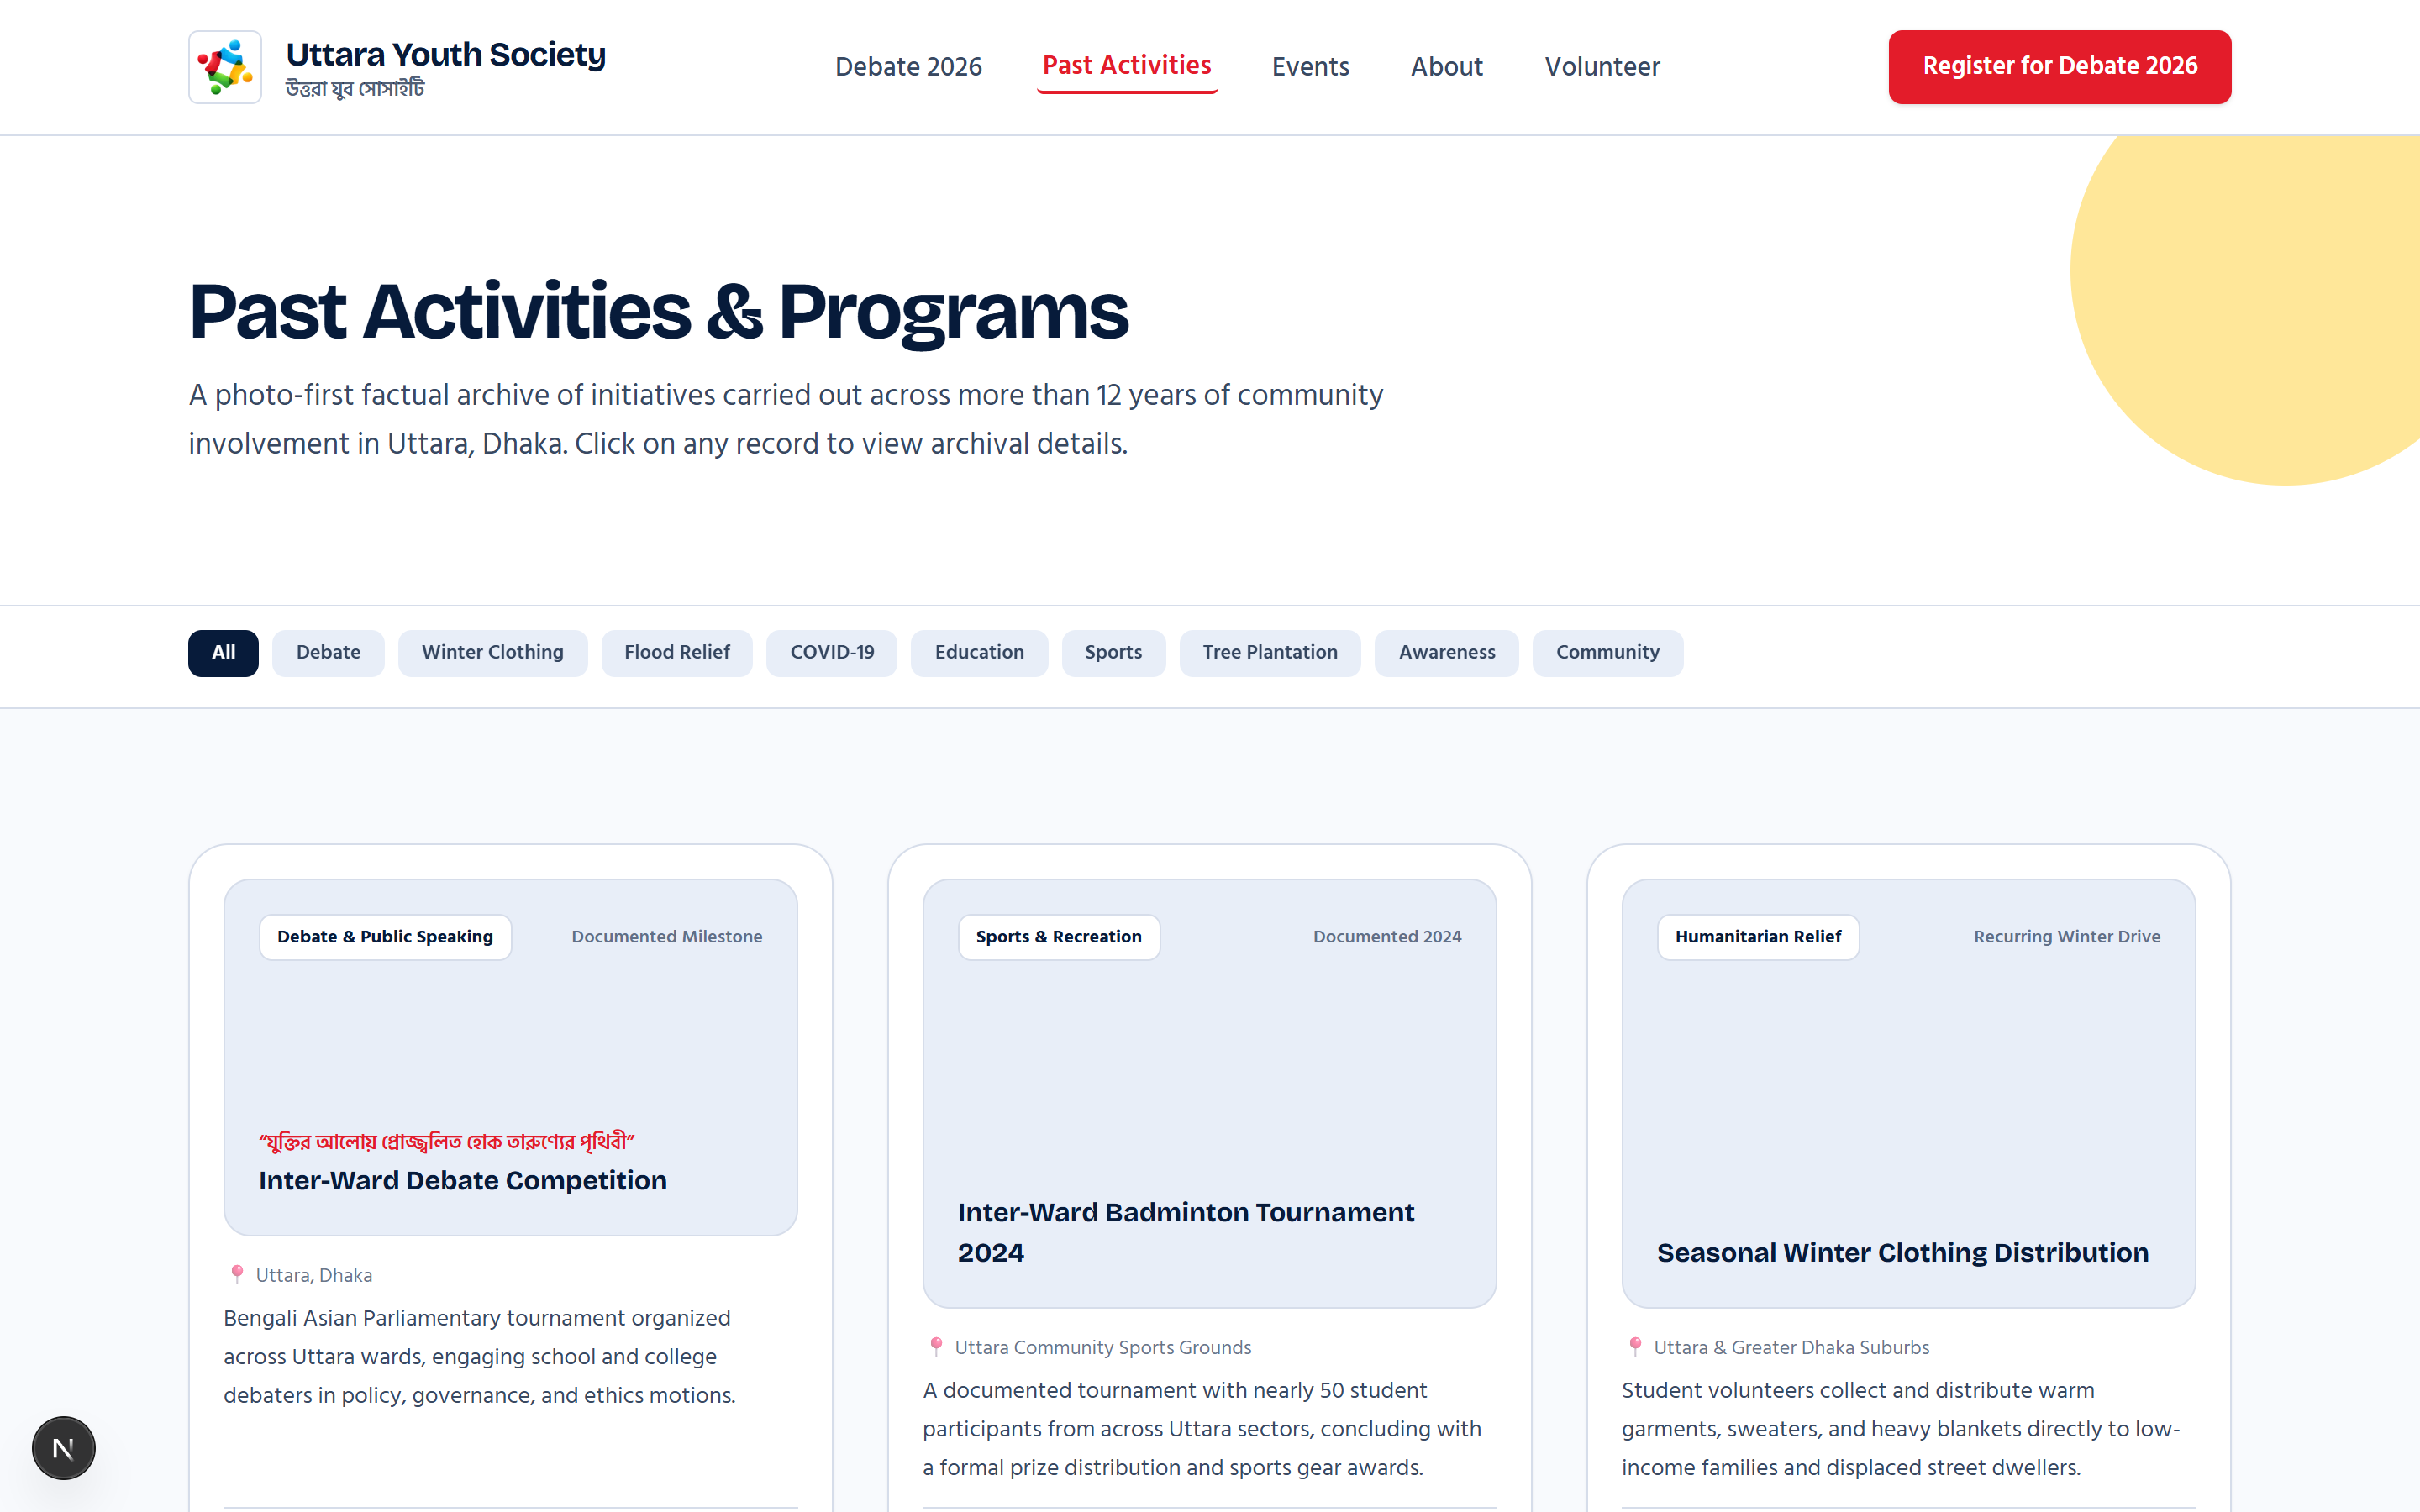 Uttara Youth Society
উত্তরা যুব সোসাইটি
Debate 2026
Past Activities
Events
About
Volunteer
Register for Debate 2026
Past Activities & Programs
A photo-first factual archive of initiatives carried out across more than 12 years of community
involvement in Uttara, Dhaka. Click on any record to view archival details.
All
Debate
Winter Clothing
Flood Relief
COVID-19
Education
Sports
Tree Plantation
Awareness
Community
Debate & Public Speaking
Documented Milestone
“যুক্তির আলোয় প্রোজ্জ্বলিত হোক তারুণ্যের পৃথিবী”
Inter-Ward Debate Competition
Uttara, Dhaka
Bengali Asian Parliamentary tournament organized
across Uttara wards, engaging school and college
debaters in policy, governance, and ethics motions.
Sports & Recreation
Documented 2024
Inter-Ward Badminton Tournament
2024
Uttara Community Sports Grounds
A documented tournament with nearly 50 student
participants from across Uttara sectors, concluding with
a formal prize distribution and sports gear awards.
Humanitarian Relief
Recurring Winter Drive
Seasonal Winter Clothing Distribution
Uttara & Greater Dhaka Suburbs
Student volunteers collect and distribute warm
garments, sweaters, and heavy blankets directly to low-
income families and displaced street dwellers.
N